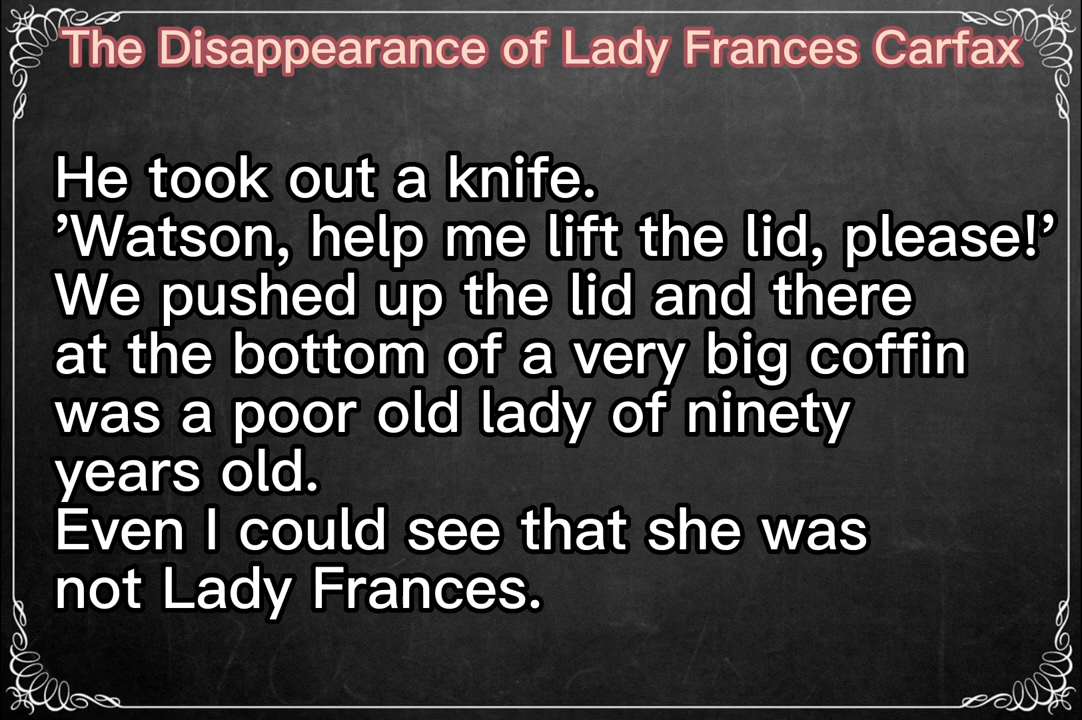 The Disappearance of Lady Frances Carfax
He took out a knife.
’Watson, help me lift the lid, please!’
We pushed up the lid and there
at the bottom of a very big coffin
was a poor old lady of ninety
years old.
Even I could see that she was
not Lady Frances.